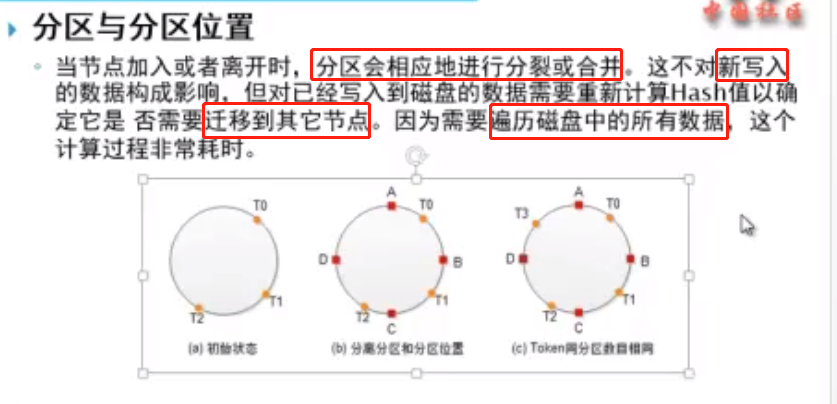 中国社区
分区与分区位置
当节点加入或者离开时，分区会相应地进行分裂或合并。这不对新写入
的数据构成影响，但对已经写入到磁盘的数据需要重新计算Hash值以确
定它是 否需要迁移到其它节点。因为需要遍历磁盘中的所有数据，这个
计算过程非常耗时。
T0
T1
T2
(a) 初始状态
A
T0
D
B
T1
T2
C
(b) 分离分区和分区位置
A
T3
T0
D
B
T1
T2
C
(c) Token同分区数目相同